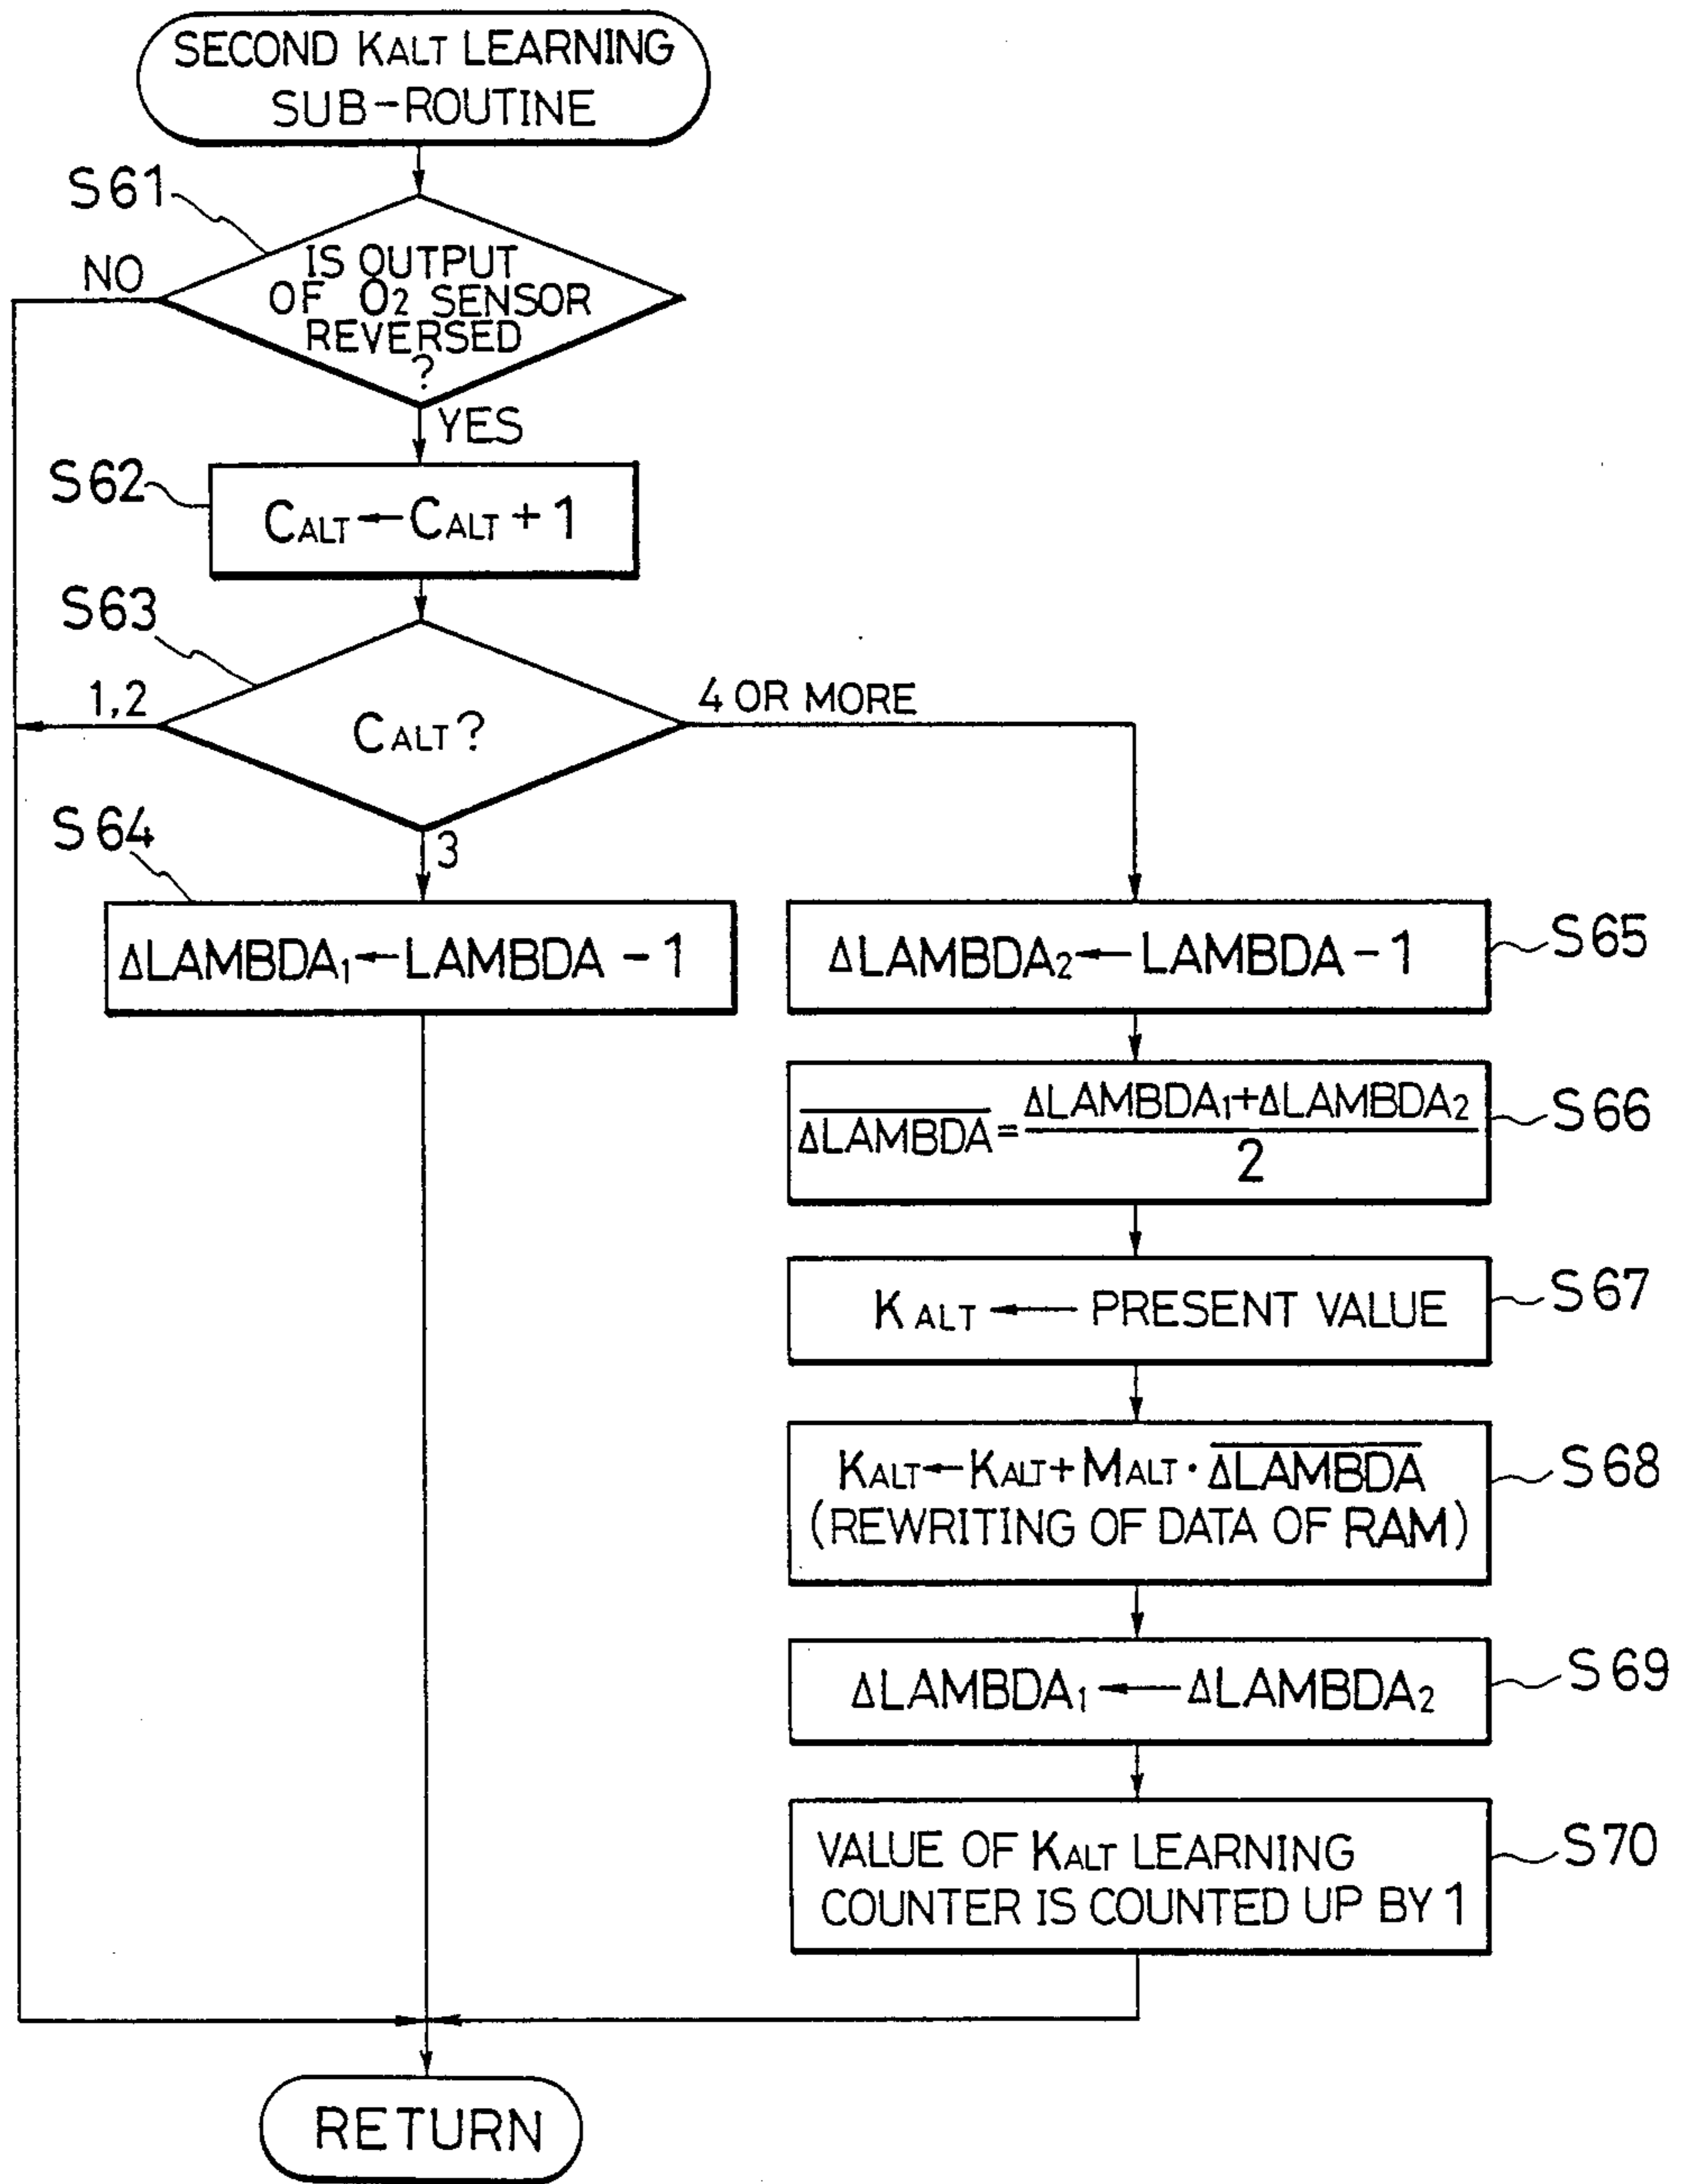 SECOND KALT LEARNING
SUB-ROUTINE
S61
NO
IS OUTPUT
OF O2 SENSOR
REVERSED
?
YES
S62
CALT←CALT+1
S63
1,2
CALT?
4 OR MORE
3
S64
ΔLAMBDA1←LAMBDA-1
ΔLAMBDA2←LAMBDA-1
S65
ΔLAMBDA=ΔLAMBDA1+ΔLAMBDA2
2
S66
KALT ← PRESENT VALUE
S67
KALT←KALT+MALT·ΔLAMBDA
(REWRITING OF DATA OF RAM)
S68
ΔLAMBDA1←ΔLAMBDA2
S69
VALUE OF KALT LEARNING
COUNTER IS COUNTED UP BY 1
S70
RETURN